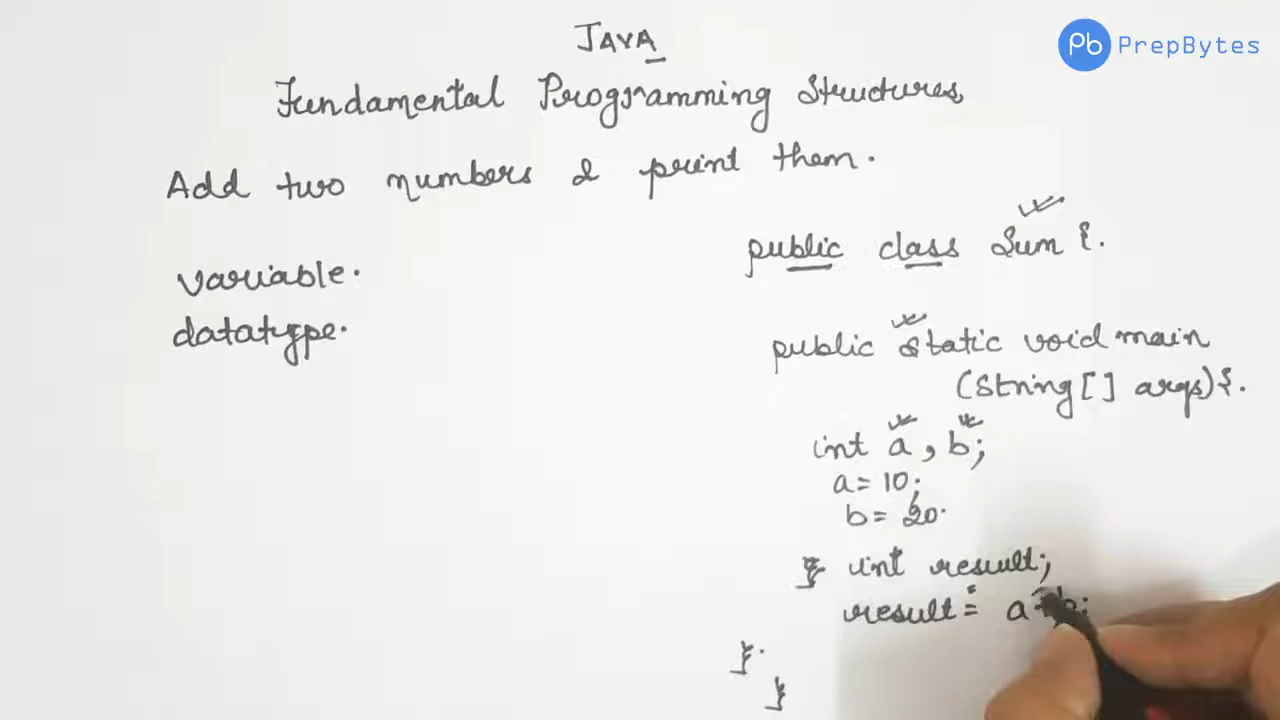 JAVA
Pb PrepBytes
Fundamental Programming Structures
Add two numbers & print them.
variable.
datatype.
public class Sum {.
public static void main
(String[] args){.
int a, b;
a = 10;
b = 20.
} int result;
result = a+b;
}.
}